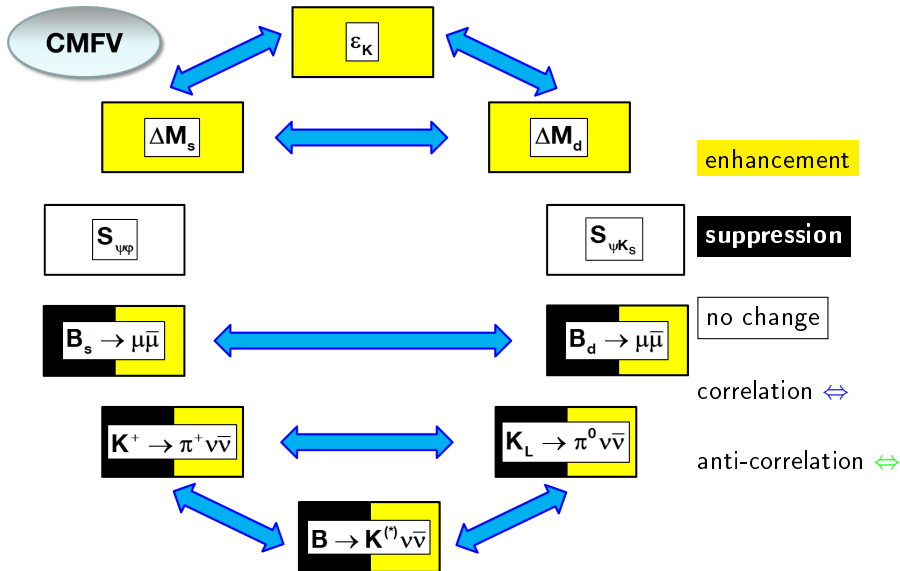 CMFV
ε_K
ΔM_s
ΔM_d
enhancement
S_ψφ
S_ψK_S
suppression
no change
B_s → μμ̅
B_d → μμ̅
correlation ⇔
K⁺ → π⁺νν̅
K_L → π⁰νν̅
anti-correlation ⇔
B → K^(*)νν̅